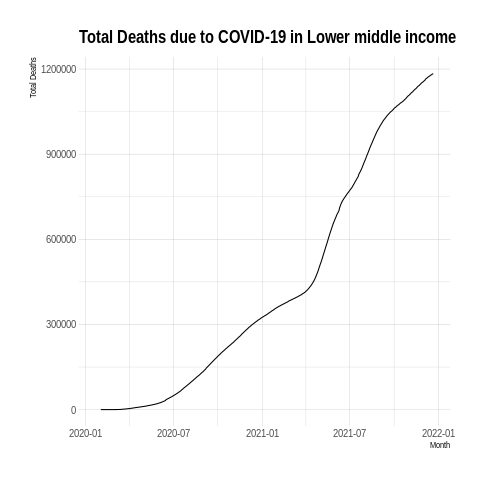 Total Deaths due to COVID-19 in Lower middle income
Total Deaths
1200000
900000
600000
300000
0
2020-01 2020-07 2021-01 2021-07 2022-01
Month